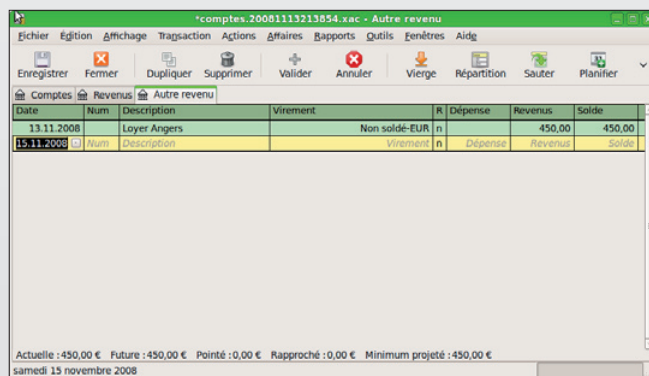 *comptes.20081113213854.xac - Autre revenu
Fichier Édition Affichage Transaction Actions Affaires Rapports Outils Fenêtres Aide
Enregistrer Fermer Dupliquer Supprimer Valider Annuler Vierge Répartition Sauter Planifier
Comptes Revenus Autre revenu
Date Num Description Virement R Dépense Revenus Solde
13.11.2008 Loyer Angers Non soldé-EUR n 450,00 450,00
15.11.2008 Num Description Virement n Dépense Revenus Solde
Actuelle :450,00 € Future :450,00 € Pointé :0,00 € Rapproché :0,00 € Minimum projeté :450,00 €
samedi 15 novembre 2008